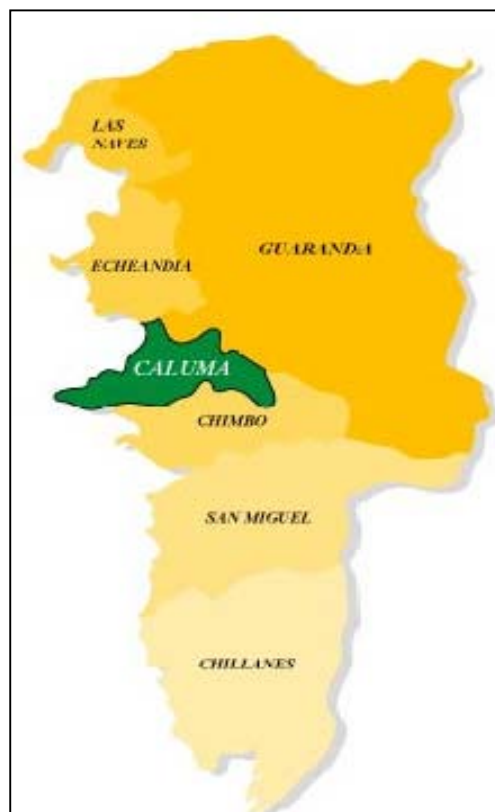 LAS
NAVES
GUARANDA
ECHEANDIA
CALUMA
CHIMBO
SAN MIGUEL
CHILLANES